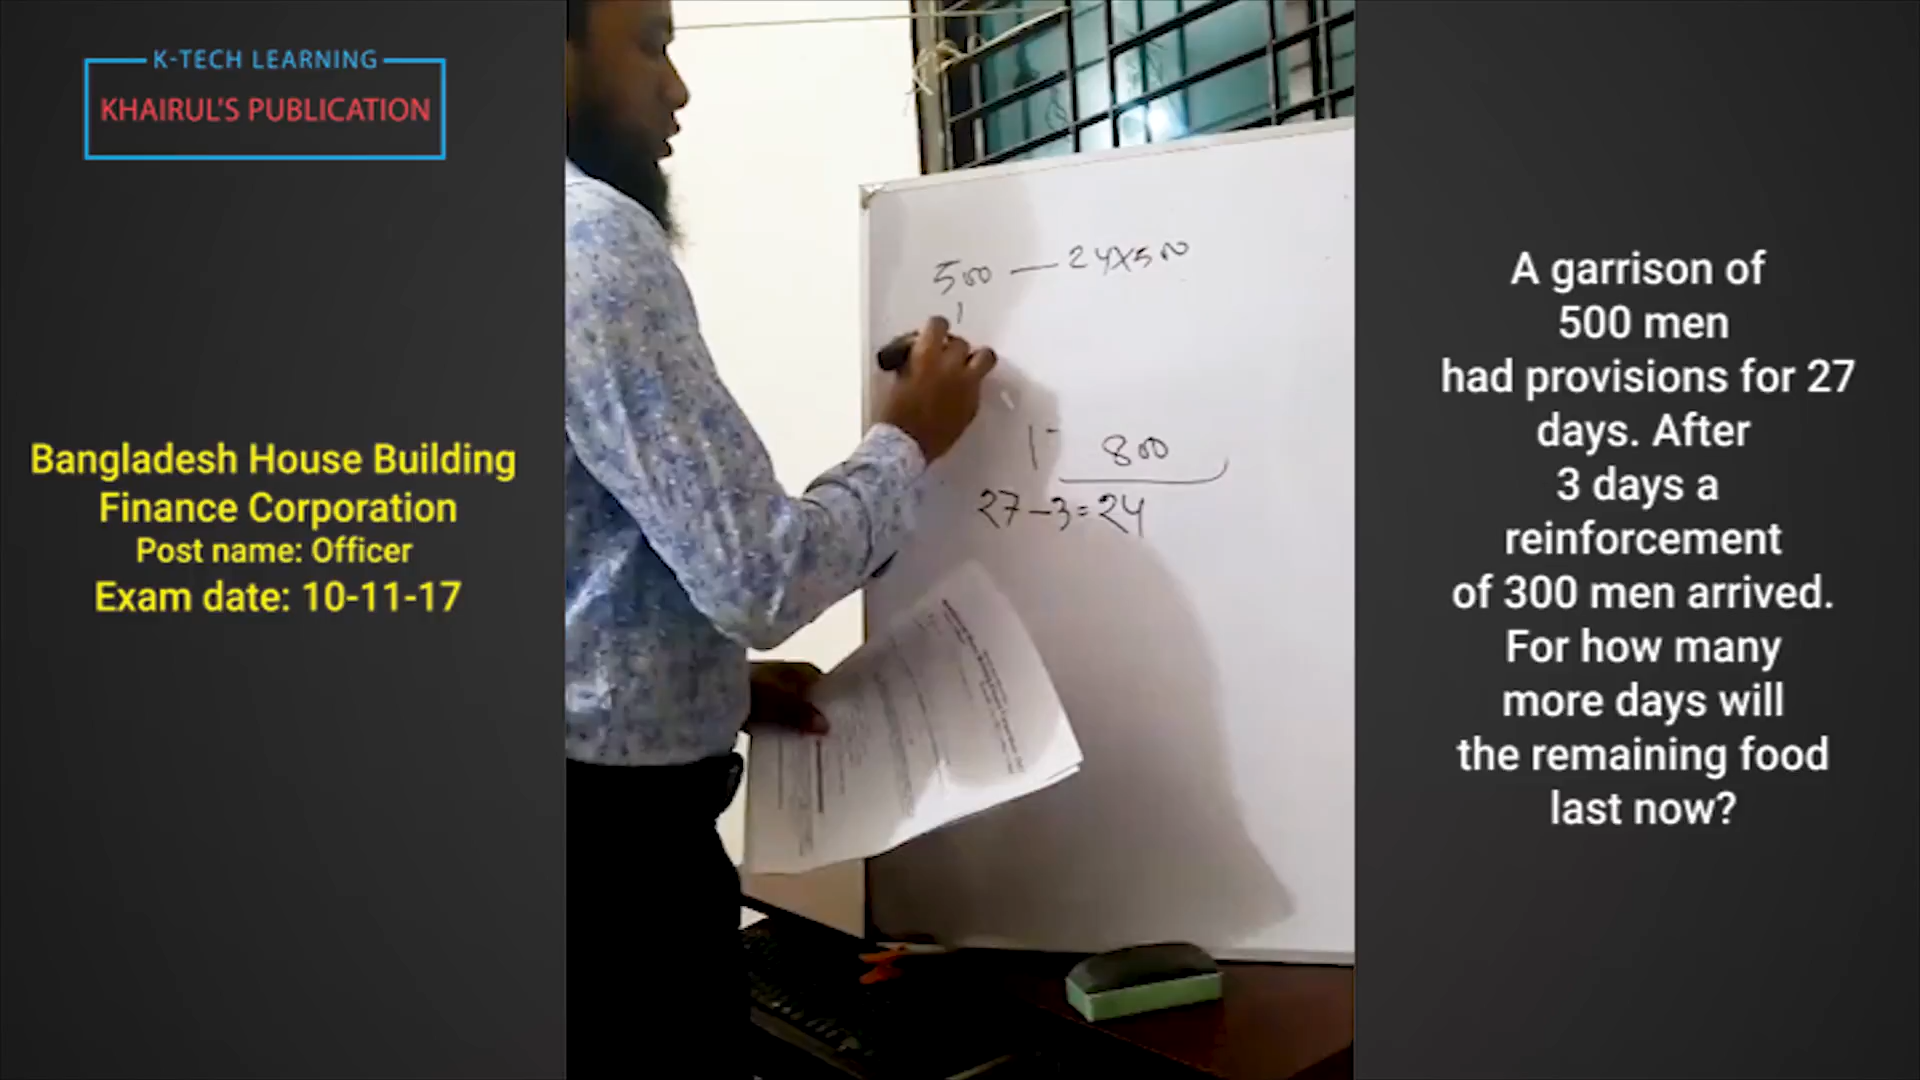 K-TECH LEARNING
KHAIRUL'S PUBLICATION
Bangladesh House Building
Finance Corporation
Post name: Officer
Exam date: 10-11-17
500 — 24×500
1
1 800
27-3=24
A garrison of
500 men
had provisions for 27
days. After
3 days a
reinforcement
of 300 men arrived.
For how many
more days will
the remaining food
last now?